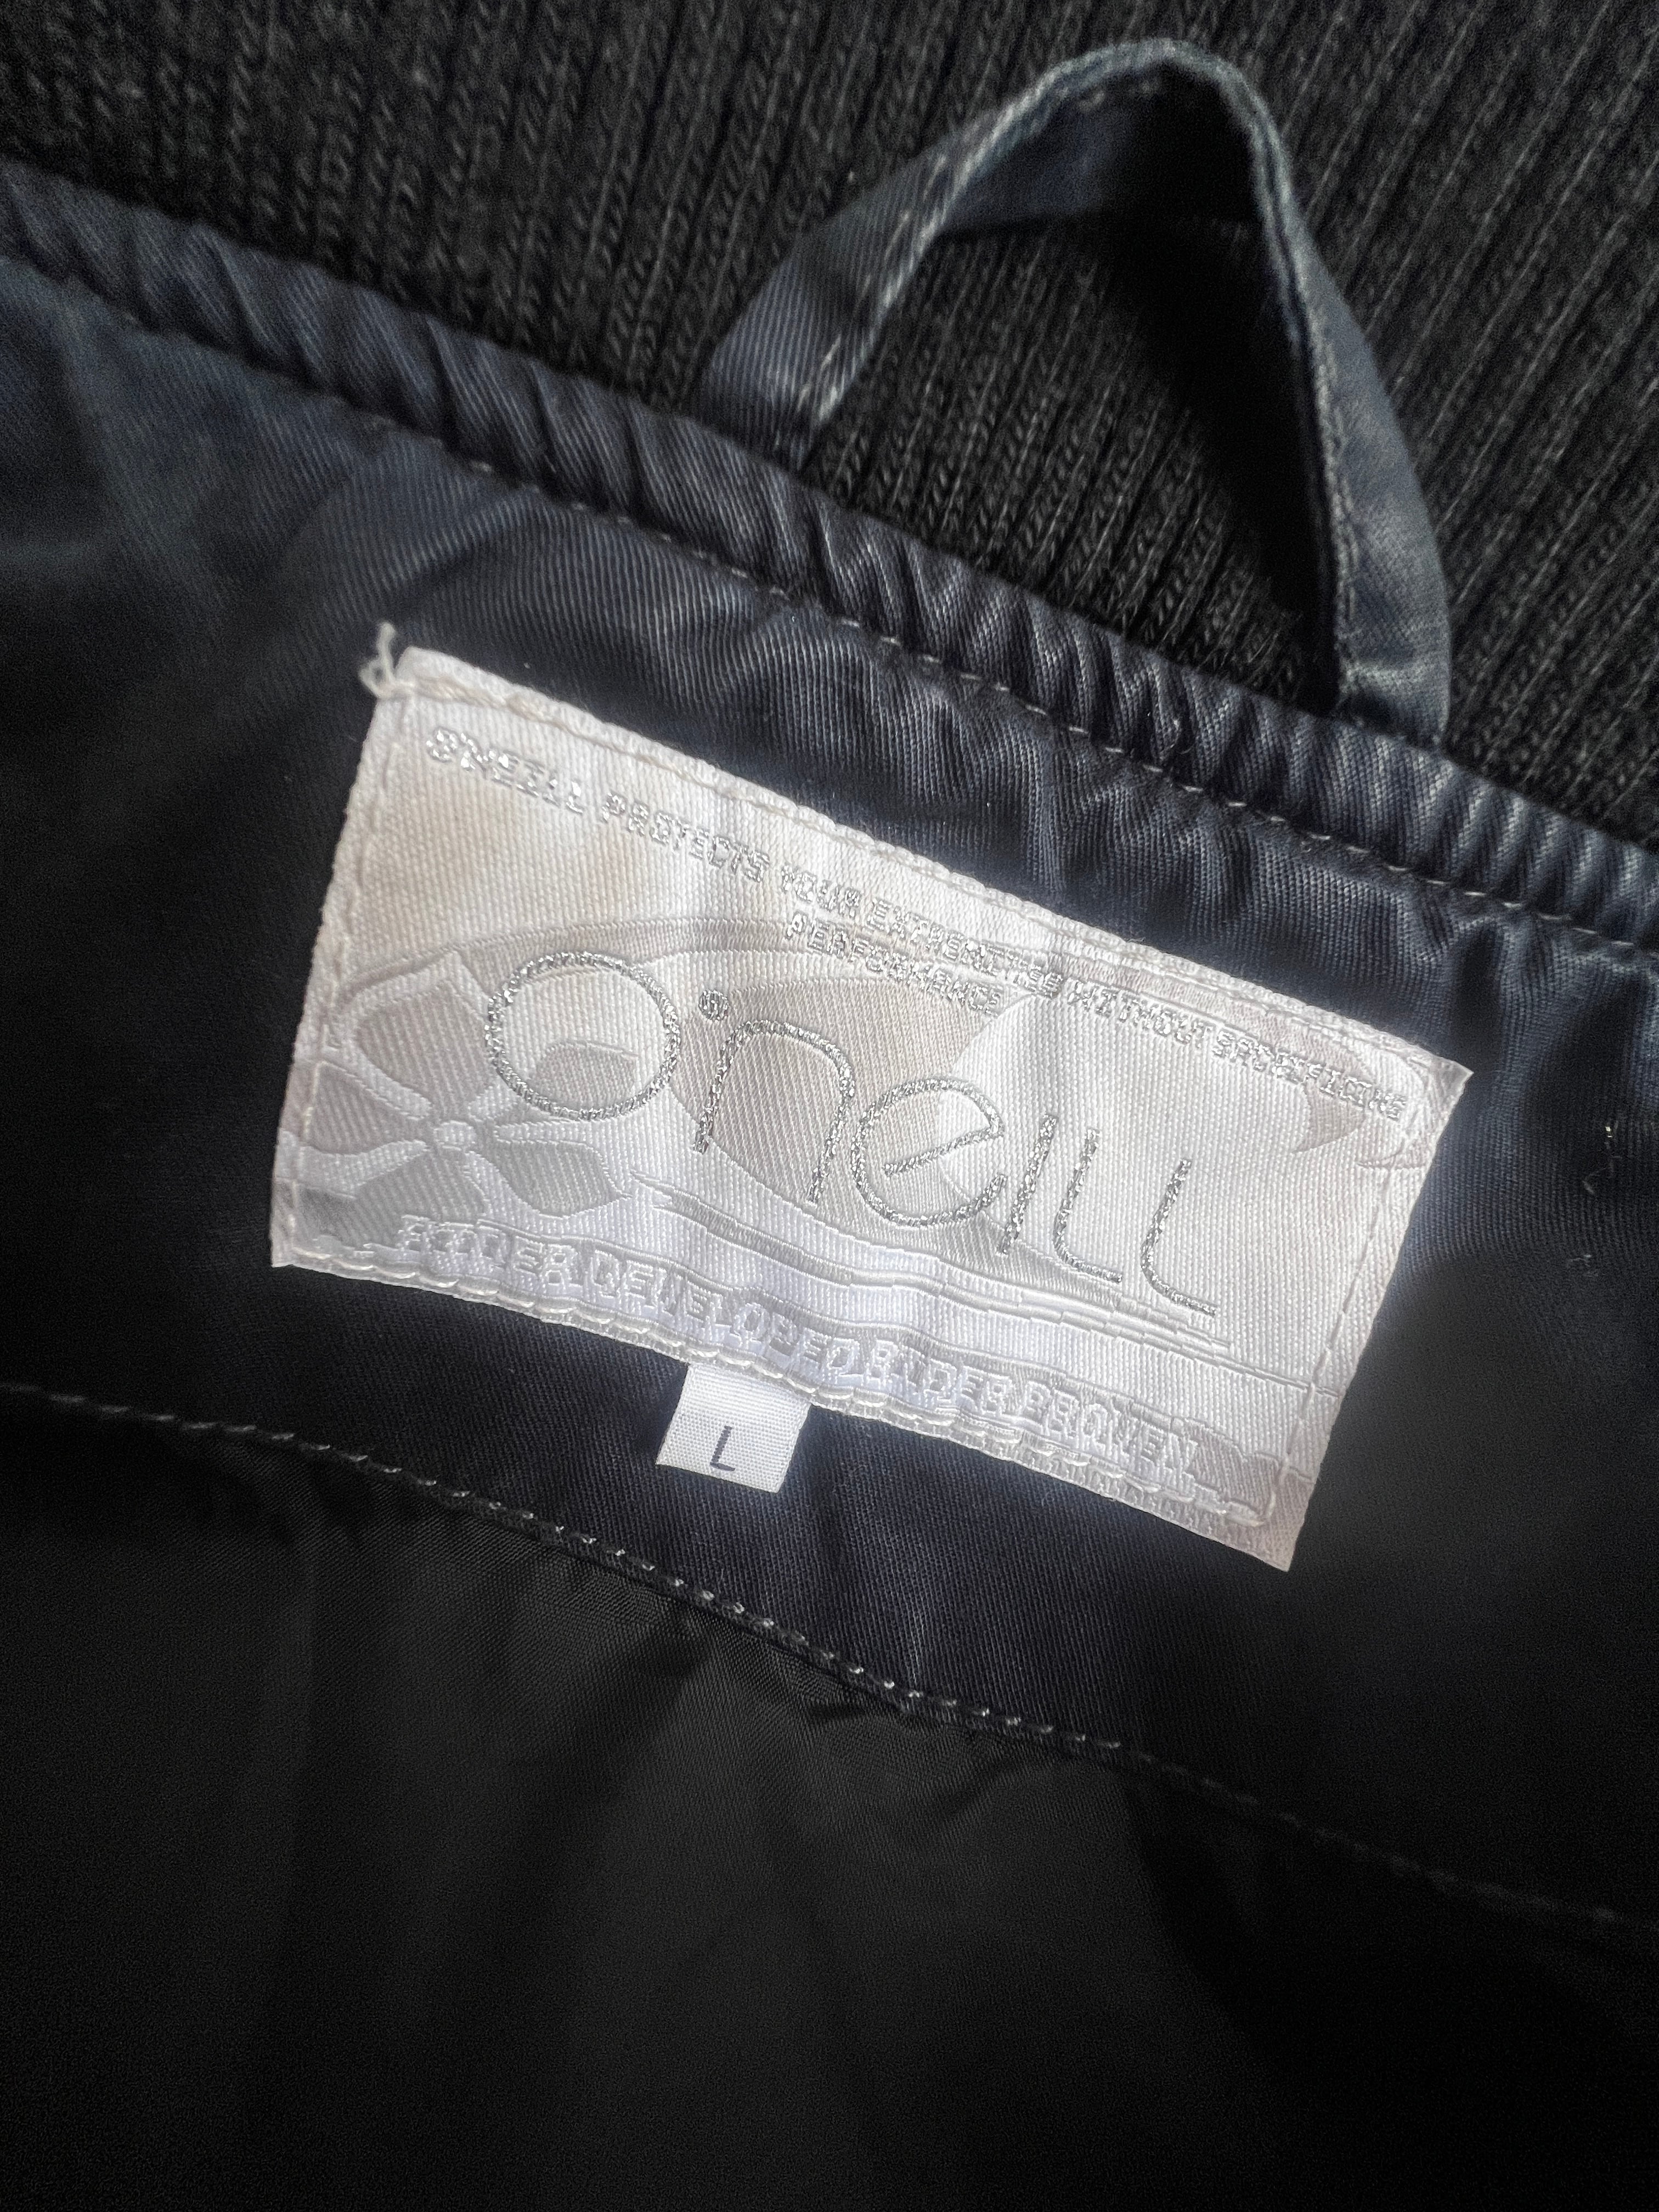 O'NEILL PROTECTS YOUR EXTREMITIES WITHOUT SACRIFICING
PERFORMANCE
O'neill
RIDER DEVELOPED RIDER PROVEN
L